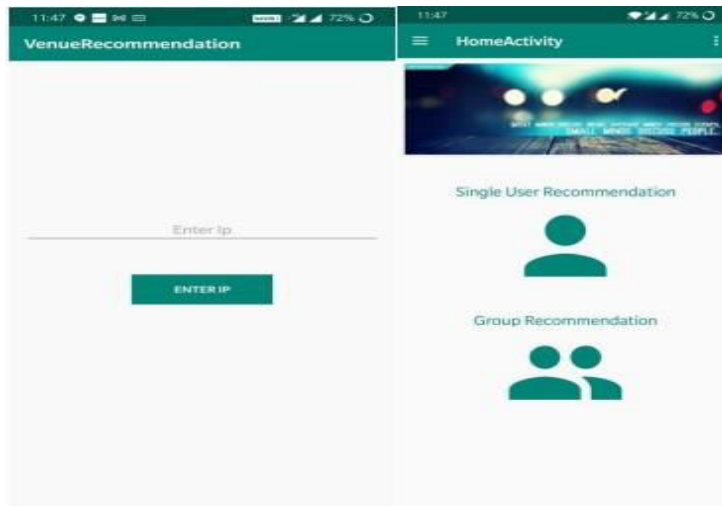 11:47
72%
VenueRecommendation
Enter Ip
ENTER IP
11:47
72%
HomeActivity
SMALL MINDS DISCUSS PEOPLE.
Single User Recommendation
Group Recommendation